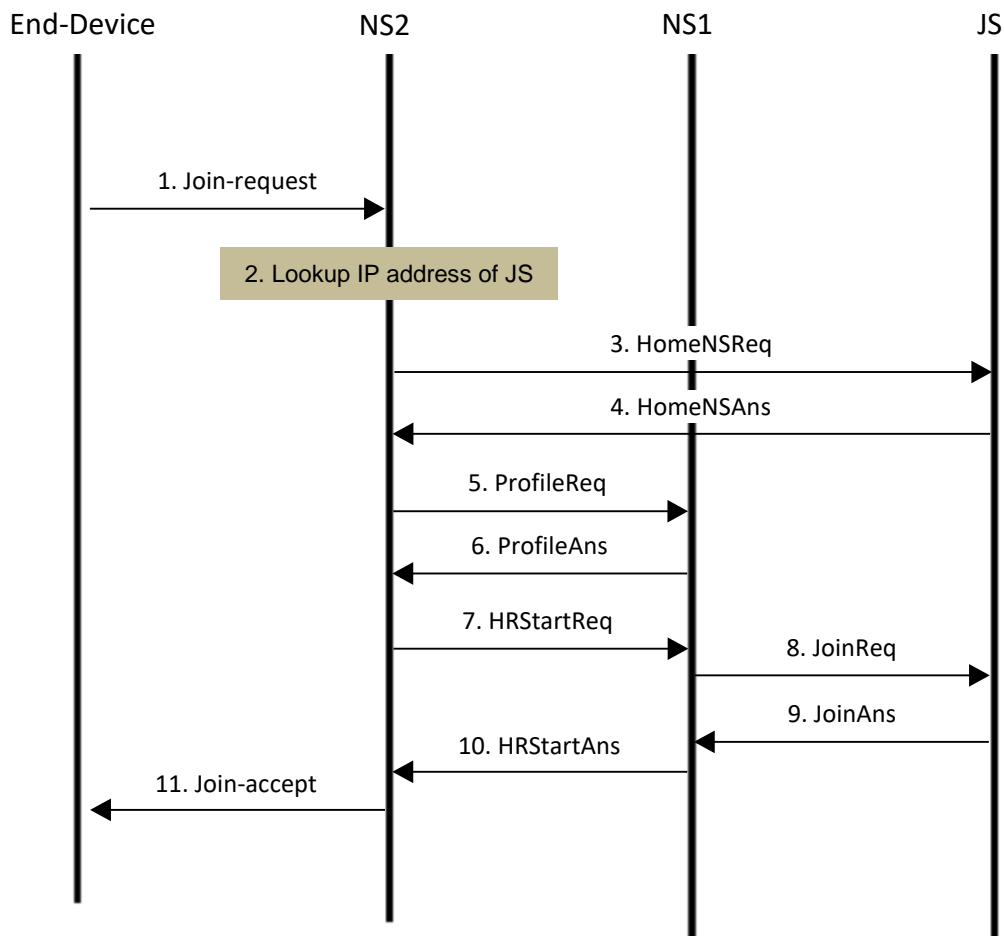 End-Device
NS2
NS1
JS
1. Join-request
2. Lookup IP address of JS
3. HomeNSReq
4. HomeNSAns
5. ProfileReq
6. ProfileAns
7. HRStartReq
8. JoinReq
9. JoinAns
10. HRStartAns
11. Join-accept